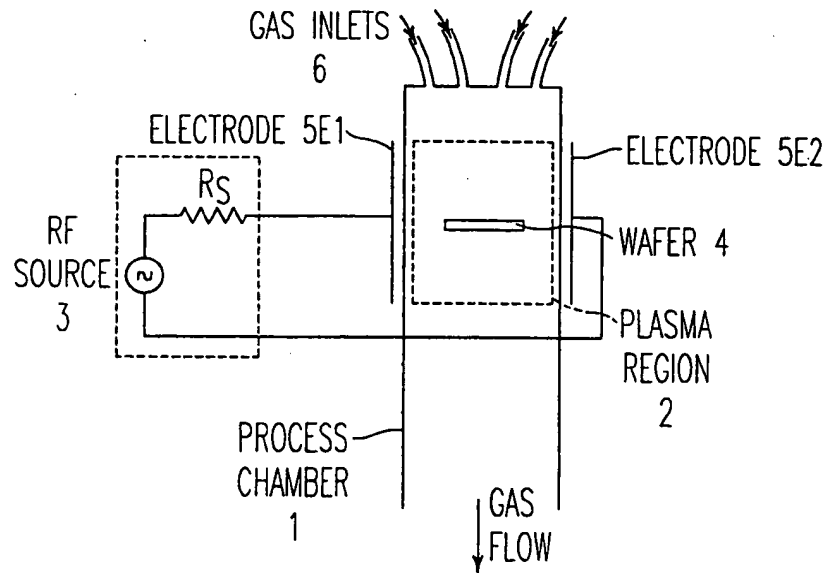 GAS INLETS
6
ELECTRODE 5E1
ELECTRODE 5E2
RS
RF
SOURCE
3
~
WAFER 4
PLASMA
REGION
2
PROCESS
CHAMBER
1
GAS
FLOW